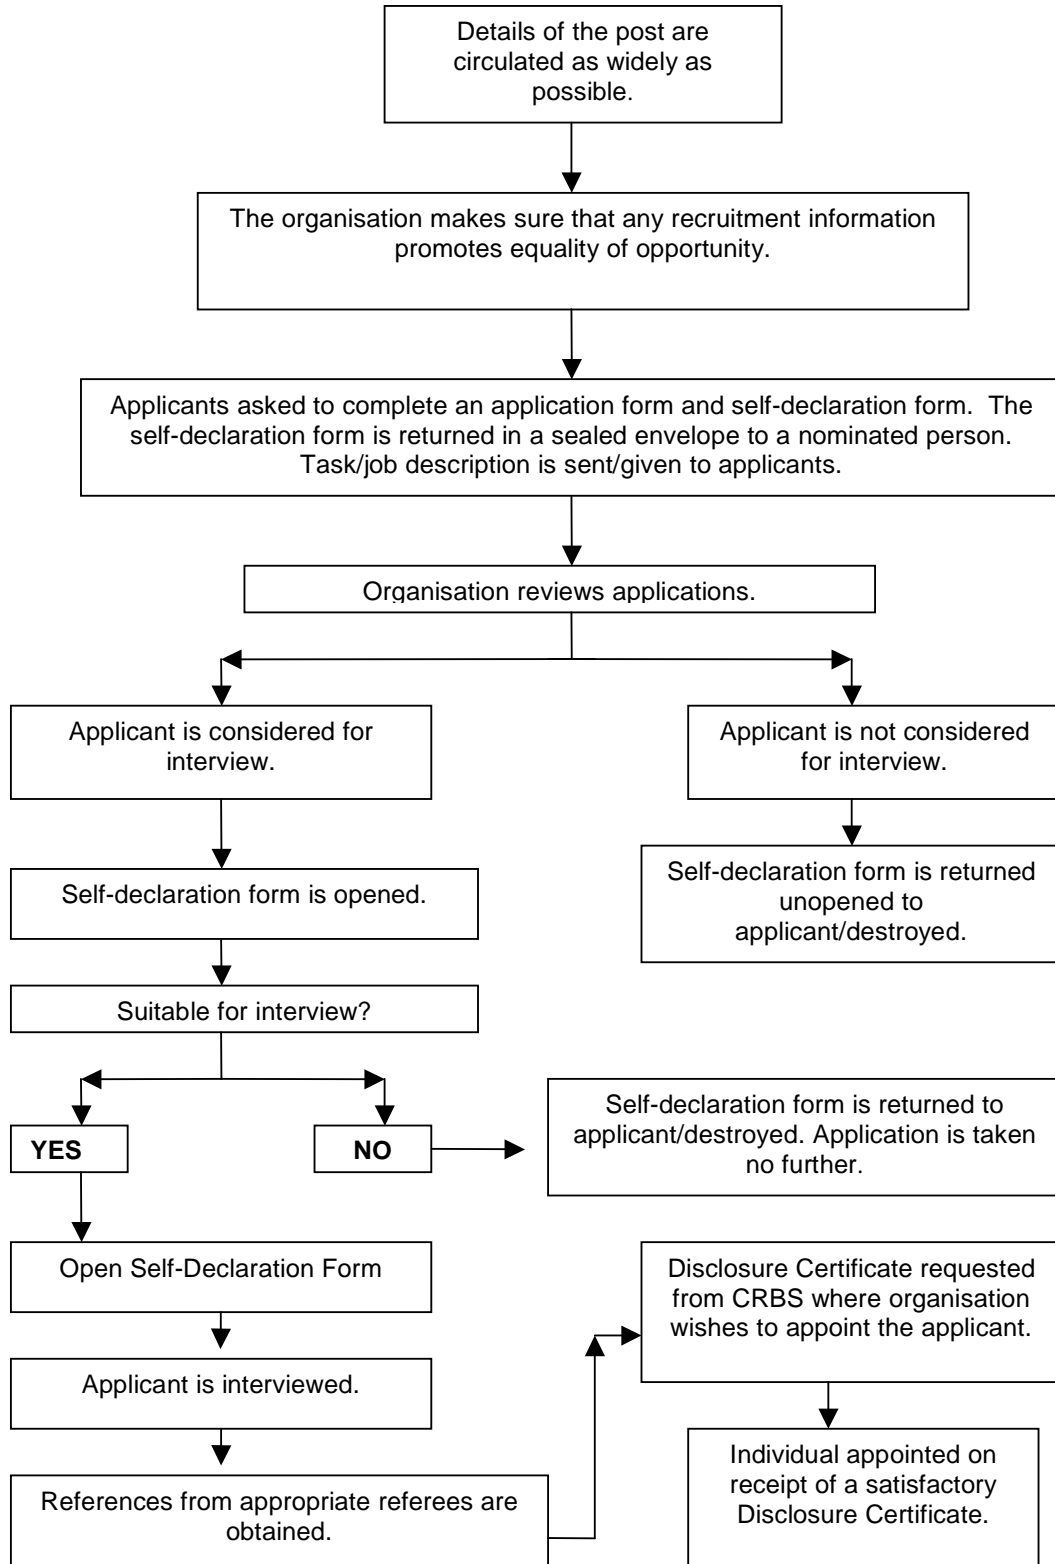 Details of the post are
circulated as widely as
possible.
The organisation makes sure that any recruitment information
promotes equality of opportunity.
Applicants asked to complete an application form and self-declaration form.  The
self-declaration form is returned in a sealed envelope to a nominated person.
Task/job description is sent/given to applicants.
Organisation reviews applications.
Applicant is considered for
interview.
Applicant is not considered
for interview.
Self-declaration form is opened.
Self-declaration form is returned
unopened to
applicant/destroyed.
Suitable for interview?
YES
NO
Self-declaration form is returned to
applicant/destroyed. Application is taken
no further.
Open Self-Declaration Form
Applicant is interviewed.
References from appropriate referees are
obtained.
Disclosure Certificate requested
from CRBS where organisation
wishes to appoint the applicant.
Individual appointed on
receipt of a satisfactory
Disclosure Certificate.